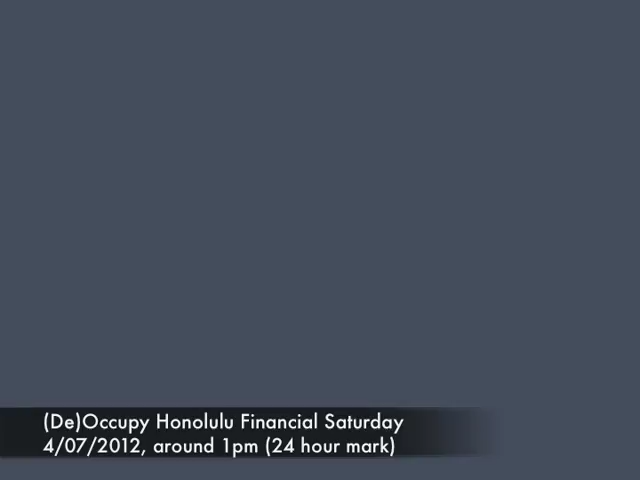 (De)Occupy Honolulu Financial Saturday
4/07/2012, around 1pm (24 hour mark)